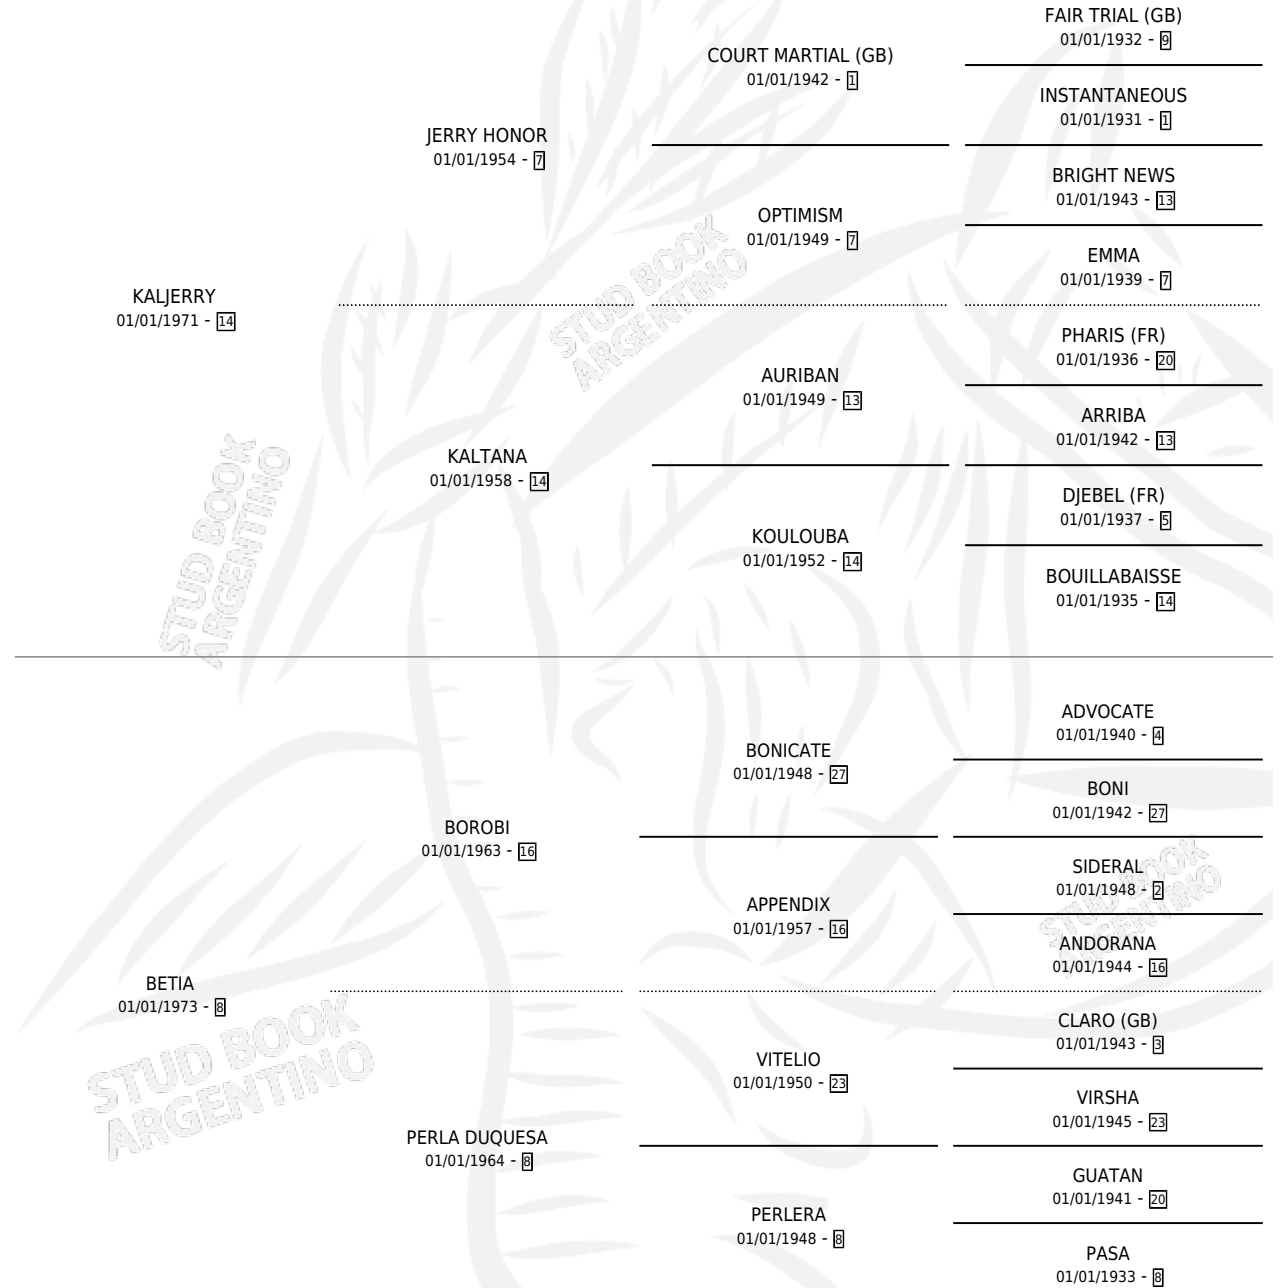 FAIR TRIAL (GB)
01/01/1932 - 9
COURT MARTIAL (GB)
01/01/1942 - 1
INSTANTANEOUS
01/01/1931 - 1
JERRY HONOR
01/01/1954 - 7
BRIGHT NEWS
01/01/1943 - 13
OPTIMISM
01/01/1949 - 7
EMMA
01/01/1939 - 7
KALJERRY
01/01/1971 - 14
PHARIS (FR)
01/01/1936 - 20
AURIBAN
01/01/1949 - 13
ARRIBA
01/01/1942 - 13
KALTANA
01/01/1958 - 14
DJEBEL (FR)
01/01/1937 - 5
KOULOUBA
01/01/1952 - 14
BOUILLABAISSE
01/01/1935 - 14
STUD BOOK
ARGENTINO
STUD BOOK
ARGENTINO
ADVOCATE
01/01/1940 - 4
BONICATE
01/01/1948 - 27
BONI
01/01/1942 - 27
BOROBI
01/01/1963 - 16
SIDERAL
01/01/1948 - 2
APPENDIX
01/01/1957 - 16
ANDORANA
01/01/1944 - 16
BETIA
01/01/1973 - 8
CLARO (GB)
01/01/1943 - 3
VITELIO
01/01/1950 - 23
VIRSHA
01/01/1945 - 23
PERLA DUQUESA
01/01/1964 - 8
GUATAN
01/01/1941 - 20
PERLERA
01/01/1948 - 8
PASA
01/01/1933 - 8
STUD BOOK
ARGENTINO
STUD BOOK
ARGENTINO